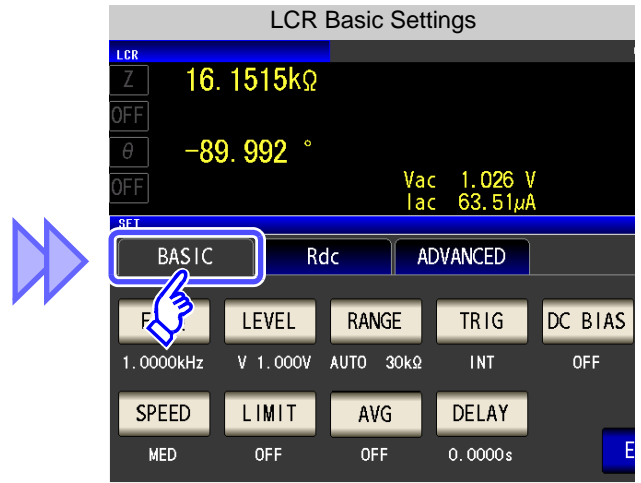 LCR Basic Settings
LCR
Z 16.1515kΩ
OFF
θ -89.992 °
OFF
Vac 1.026 V
Iac 63.51μA
SET
BASIC Rdc ADVANCED
LEVEL RANGE TRIG DC BIAS
1.0000kHz V 1.000V AUTO 30kΩ INT OFF
SPEED LIMIT AVG DELAY
MED OFF OFF 0.0000s